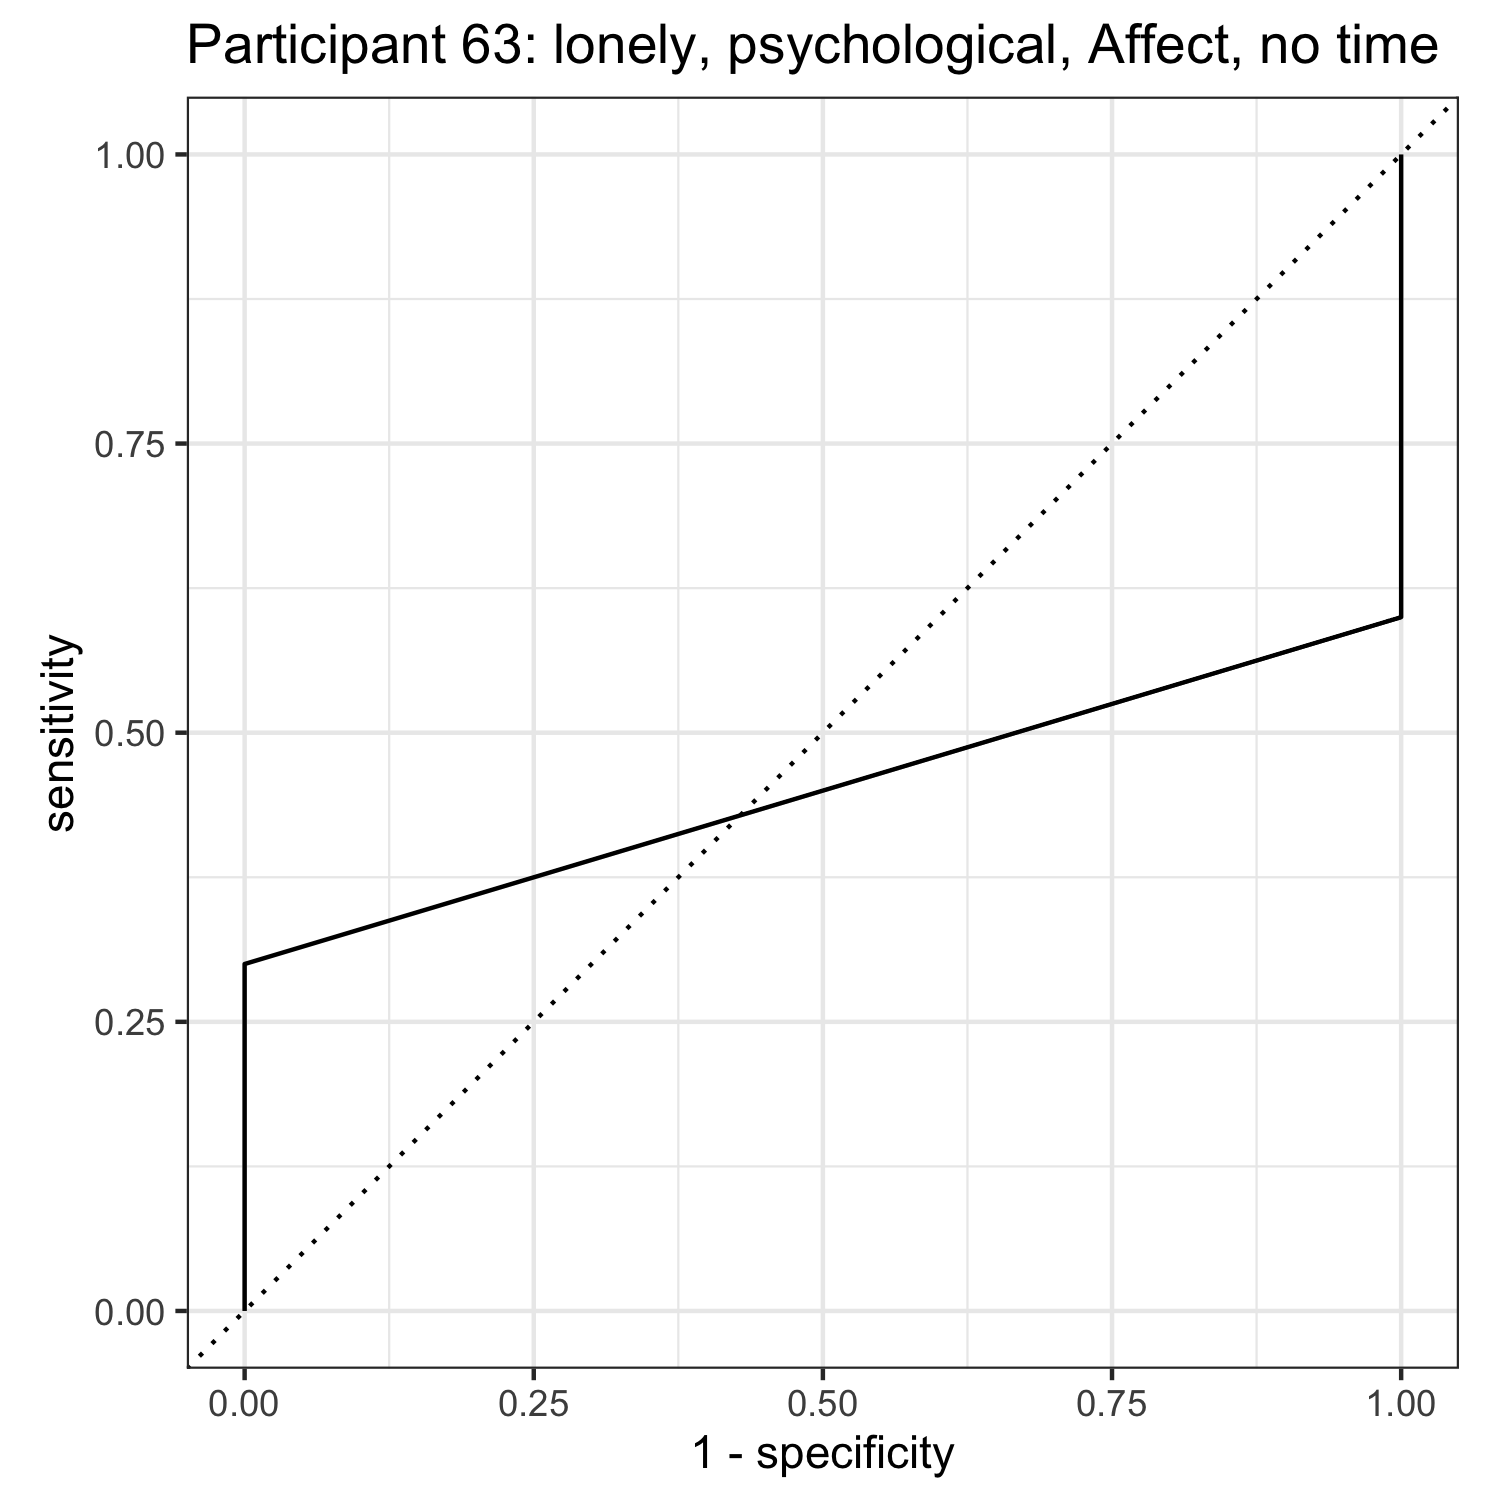 Participant 63: lonely, psychological, Affect, no time
1.00
0.75
0.50
0.25
0.00
sensitivity
0.00 0.25 0.50 0.75 1.00
1 - specificity